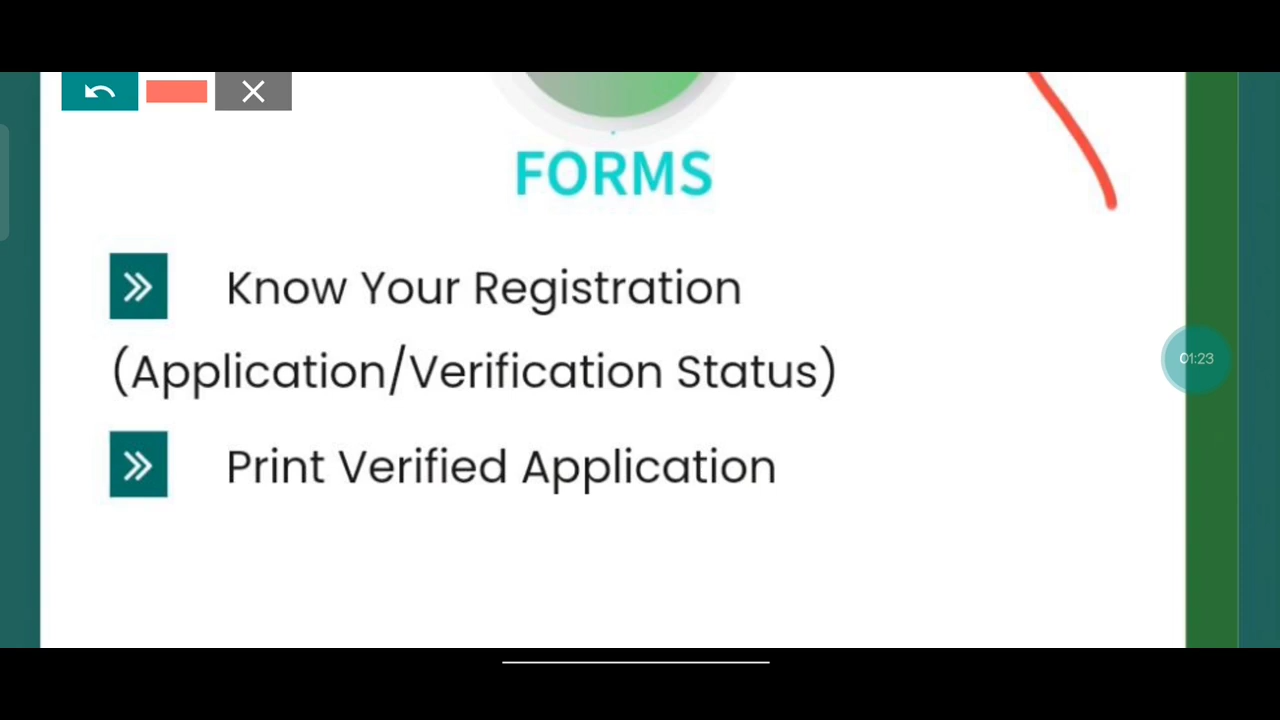 FORMS
Know Your Registration
(Application/Verification Status)
01:23
Print Verified Application